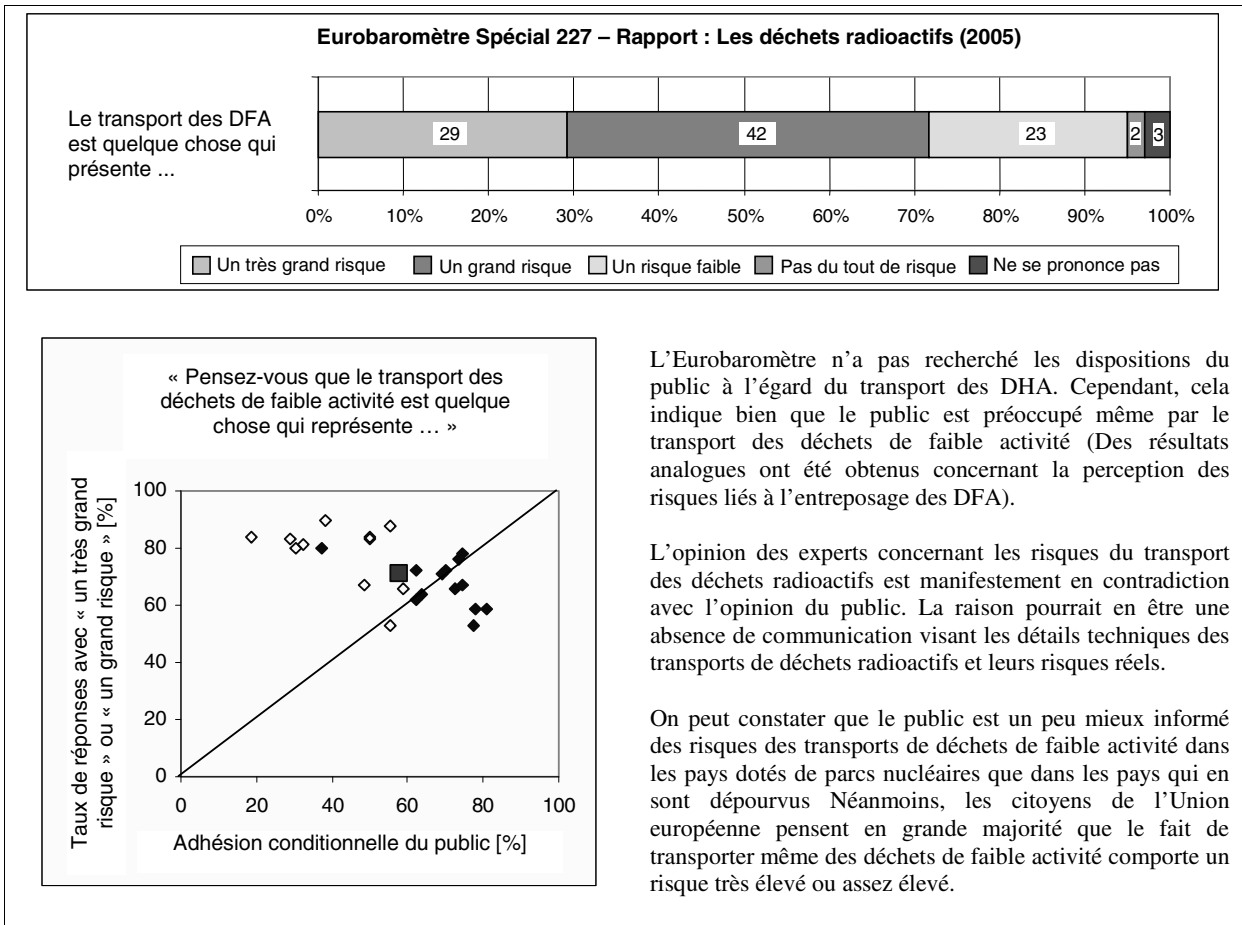 Eurobaromètre Spécial 227 – Rapport : Les déchets radioactifs (2005)
Le transport des DFA
est quelque chose qui
présente ...
29 42 23 2 3
0% 10% 20% 30% 40% 50% 60% 70% 80% 90% 100%
Un très grand risque Un grand risque Un risque faible Pas du tout de risque Ne se prononce pas
« Pensez-vous que le transport des
déchets de faible activité est quelque
chose qui représente … »
Taux de réponses avec « un très grand
risque » ou « un grand risque » [%]
100
80
60
40
20
0
0 20 40 60 80 100
Adhésion conditionnelle du public [%]
L’Eurobaromètre n’a pas recherché les dispositions du
public à l’égard du transport des DHA. Cependant, cela
indique bien que le public est préoccupé même par le
transport des déchets de faible activité (Des résultats
analogues ont été obtenus concernant la perception des
risques liés à l’entreposage des DFA).
L’opinion des experts concernant les risques du transport
des déchets radioactifs est manifestement en contradiction
avec l’opinion du public. La raison pourrait en être une
absence de communication visant les détails techniques des
transports de déchets radioactifs et leurs risques réels.
On peut constater que le public est un peu mieux informé
des risques des transports de déchets de faible activité dans
les pays dotés de parcs nucléaires que dans les pays qui en
sont dépourvus Néanmoins, les citoyens de l’Union
européenne pensent en grande majorité que le fait de
transporter même des déchets de faible activité comporte un
risque très élevé ou assez élevé.